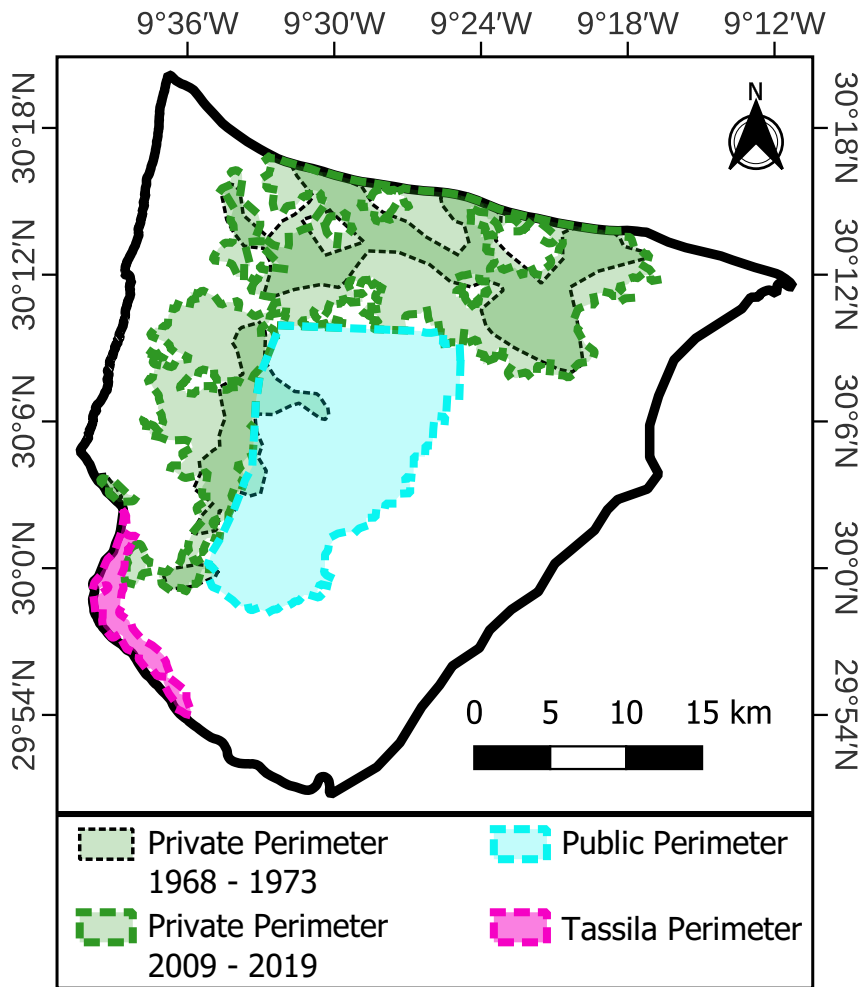 9°36′W 9°30′W 9°24′W 9°18′W 9°12′W
N
30°18′N 30°18′N
30°12′N 30°12′N
30°6′N 30°6′N
30°0′N 30°0′N
29°54′N 29°54′N
0 5 10 15 km
Private Perimeter
1968 - 1973
Public Perimeter
Private Perimeter
2009 - 2019
Tassila Perimeter